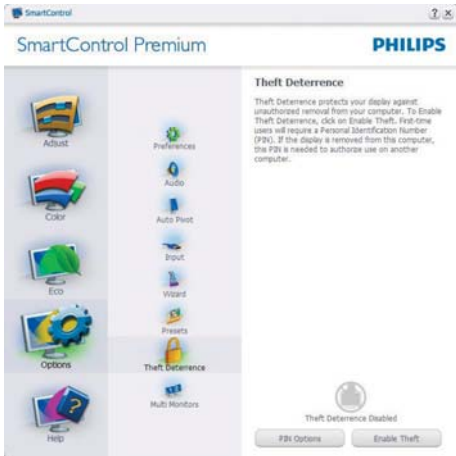 SmartControl
? x
SmartControl Premium
PHILIPS
Adjust
Color
Eco
Options
Help
Preferences
Audio
Auto Pivot
Input
Wizard
Presets
Theft Deterrence
Multi Monitors
Theft Deterrence
Theft Deterrence protects your display against
unauthorized removal from your computer. To Enable
Theft Deterrence, click on Enable Theft. First-time
users will require a Personal Identification Number
(PIN). If the display is removed from this computer,
this PIN is needed to authorize use on another
computer.
Theft Deterrence Disabled
PIN Options
Enable Theft